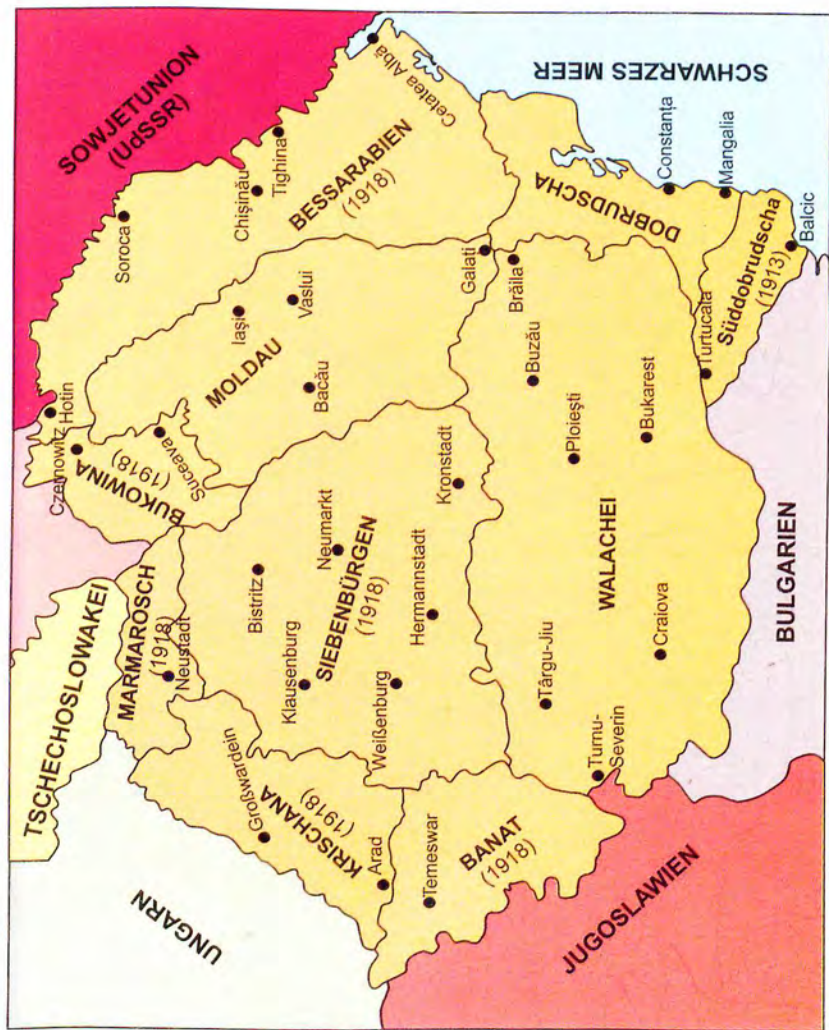 SOWJETUNION
(UdSSR)
TSCHECHOSLOWAKEI
UNGARN
JUGOSLAWIEN
BULGARIEN
SCHWARZES MEER
Czernowitz
Hotin
BUKOWINA
(1918)
Suceava
Soroca
Chișinău
Tighina
BESSARABIEN
(1918)
Cetatea Albă
MARMAROSCH
(1918)
Neustadt
MOLDAU
Iași
Vaslui
Bacău
Galați
Großwardein
KRISCHANA
(1918)
Arad
Bistritz
Klausenburg
Neumarkt
SIEBENBÜRGEN
(1918)
Weißenburg
Hermannstadt
Kronstadt
Temeswar
BANAT
(1918)
Turnu-
Severin
Târgu-Jiu
WALACHEI
Craiova
Ploiești
Buzău
Brăila
Bukarest
DOBRUDSCHA
Constanța
Mangalia
Turtucaia
Süddobrudscha
(1913)
Balcic